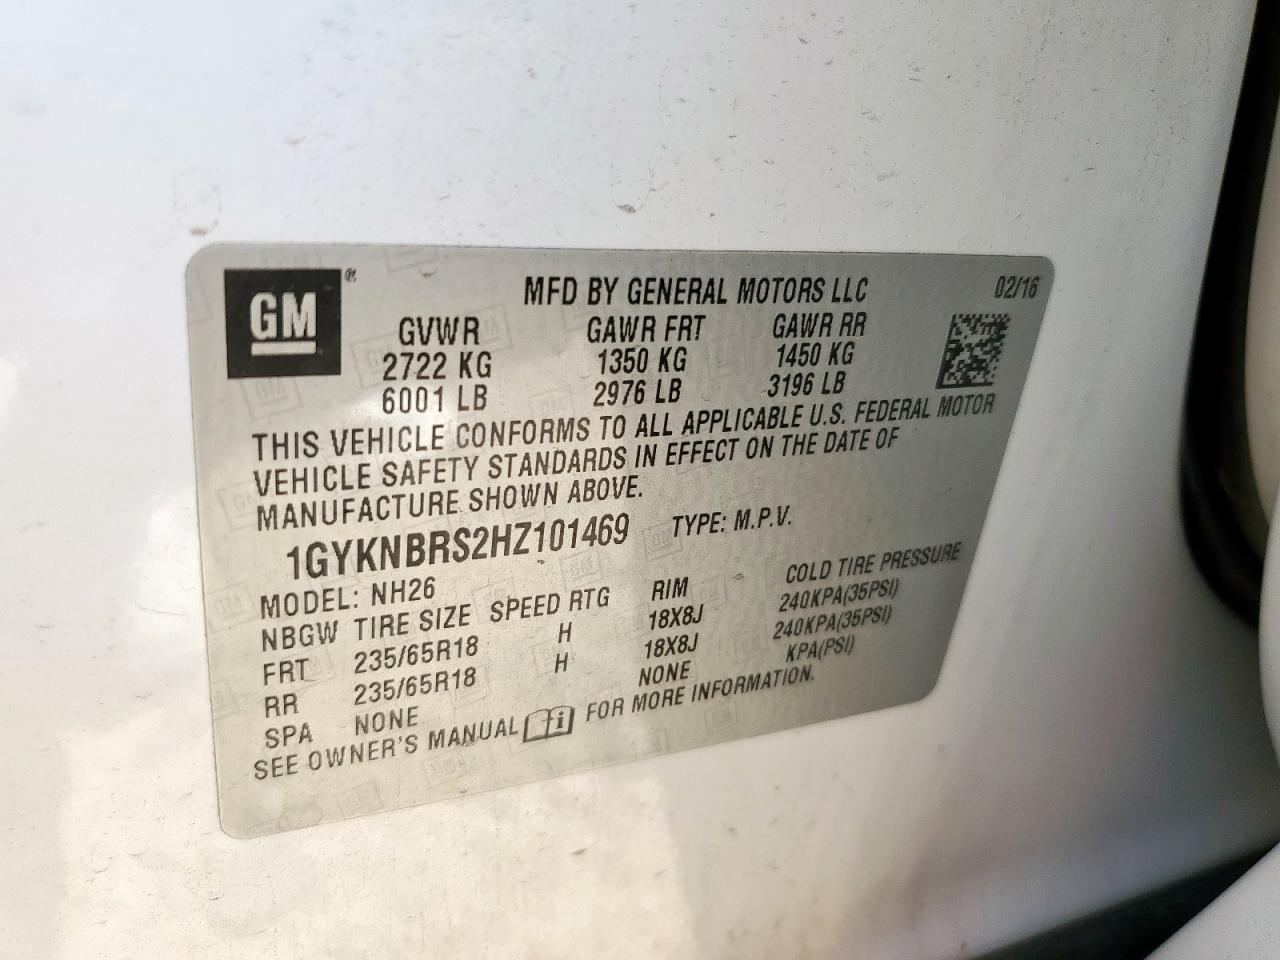 GM ®
MFD BY GENERAL MOTORS LLC 02/16
GVWR GAWR FRT GAWR RR
2722 KG 1350 KG 1450 KG
6001 LB 2976 LB 3196 LB
THIS VEHICLE CONFORMS TO ALL APPLICABLE U.S. FEDERAL MOTOR
VEHICLE SAFETY STANDARDS IN EFFECT ON THE DATE OF
MANUFACTURE SHOWN ABOVE.
1GYKNBRS2HZ101469 TYPE: M.P.V.
MODEL: NH26
NBGW TIRE SIZE SPEED RTG RIM COLD TIRE PRESSURE
FRT 235/65R18 H 18X8J 240KPA(35PSI)
RR 235/65R18 H 18X8J 240KPA(35PSI)
SPA NONE NONE KPA(PSI)
SEE OWNER'S MANUAL i FOR MORE INFORMATION.